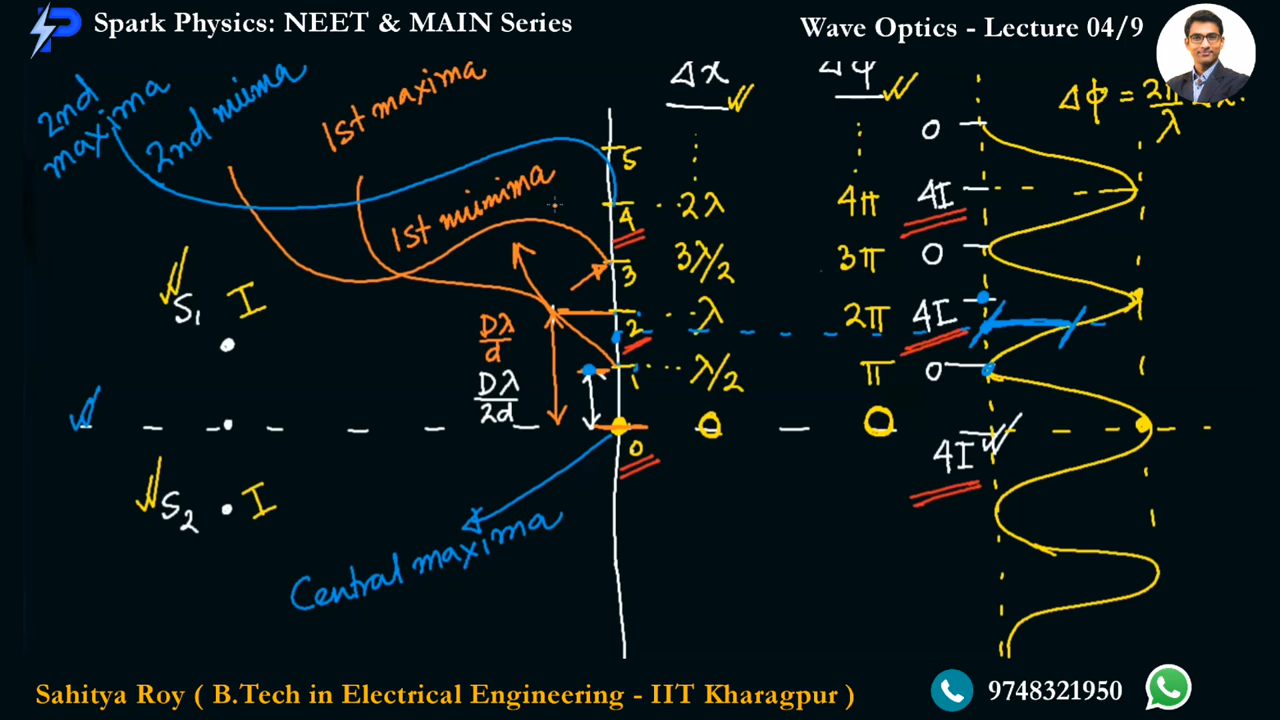 Spark Physics: NEET & MAIN Series
Wave Optics - Lecture 04/9
2nd maxima
2nd miima
1st maxima
1st miimima
Δx
Δφ
Δφ = 2π/λ Δx.
5
0
4
2λ
4π
4I
3
3λ/2
3π
0
S₁ I
Dλ/d
2
λ
2π
4I
Dλ/2d
1
λ/2
π
0
0
0
0
4I
S₂ I
Central maxima
Sahitya Roy ( B.Tech in Electrical Engineering - IIT Kharagpur )
9748321950